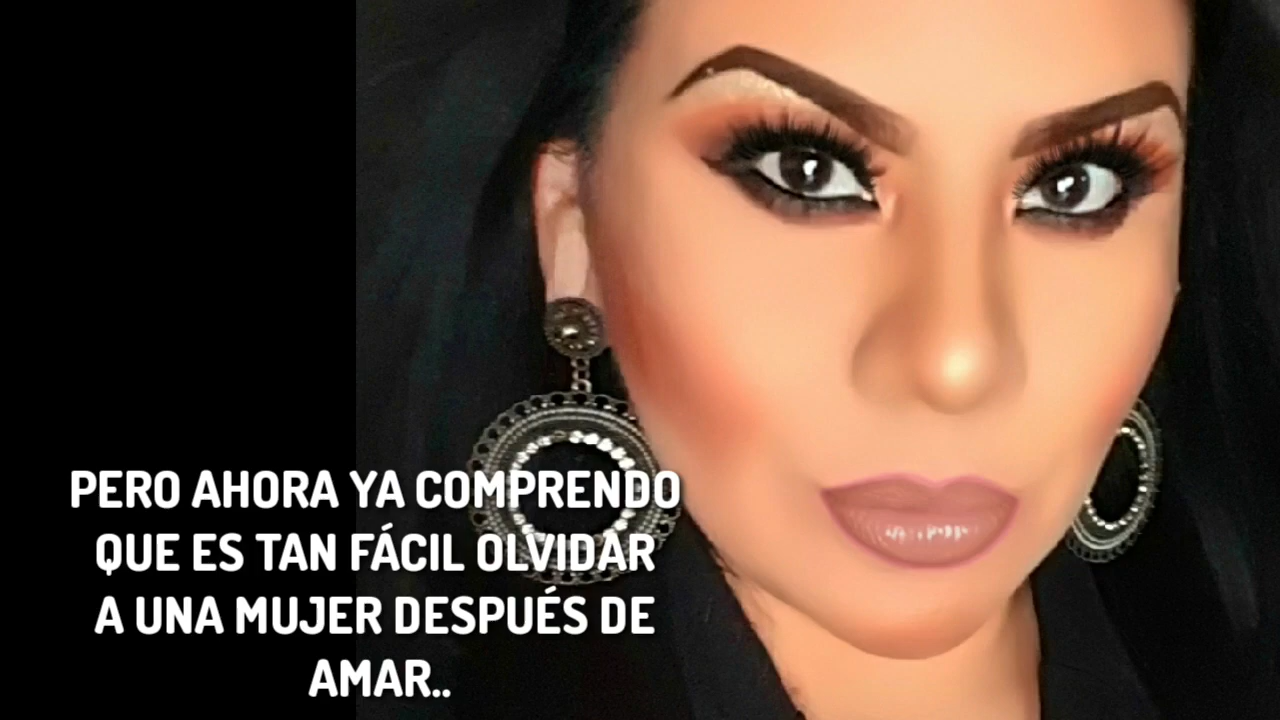 PERO AHORA YA COMPRENDO
QUE ES TAN FÁCIL OLVIDAR
A UNA MUJER DESPUÉS DE
AMAR..